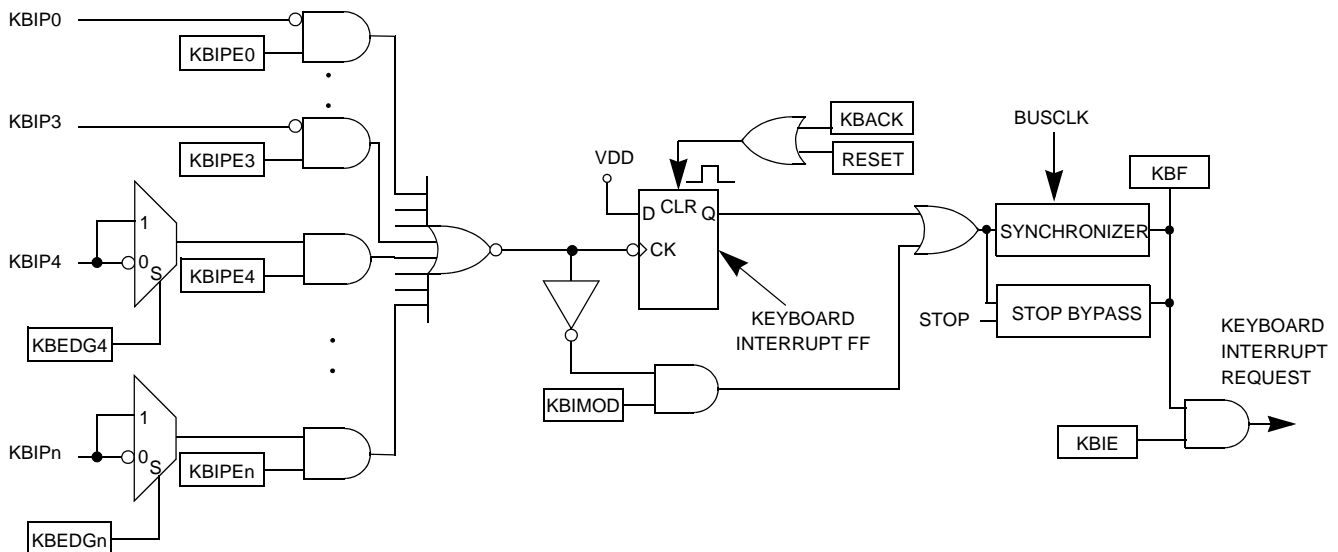 KBIP0
KBIPE0
KBIP3
KBIPE3
1
0
S
KBIP4
KBIPE4
KBEDG4
1
0
S
KBIPn
KBIPEn
KBEDGn
VDD
D CLR Q
CK
KBACK
RESET
KEYBOARD
INTERRUPT FF
KBIMOD
BUSCLK
KBF
SYNCHRONIZER
STOP
STOP BYPASS
KBIE
KEYBOARD
INTERRUPT
REQUEST